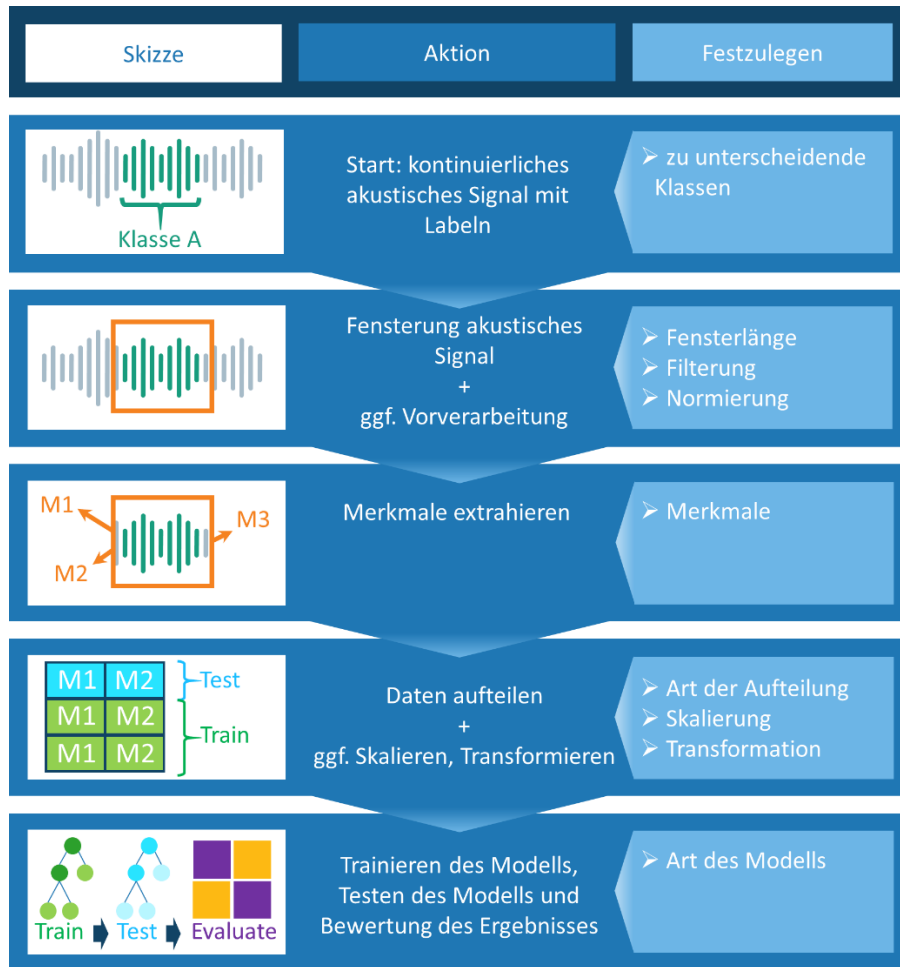 Skizze
Aktion
Festzulegen
Klasse A
Start: kontinuierliches
akustisches Signal mit
Labeln
➢ zu unterscheidende
Klassen
Fensterung akustisches
Signal
+
ggf. Vorverarbeitung
➢ Fensterlänge
➢ Filterung
➢ Normierung
M1
M2
M3
Merkmale extrahieren
➢ Merkmale
M1 M2
M1 M2
M1 M2
Test
Train
Daten aufteilen
+
ggf. Skalieren, Transformieren
➢ Art der Aufteilung
➢ Skalierung
➢ Transformation
Train
Test
Evaluate
Trainieren des Modells,
Testen des Modells und
Bewertung des Ergebnisses
➢ Art des Modells